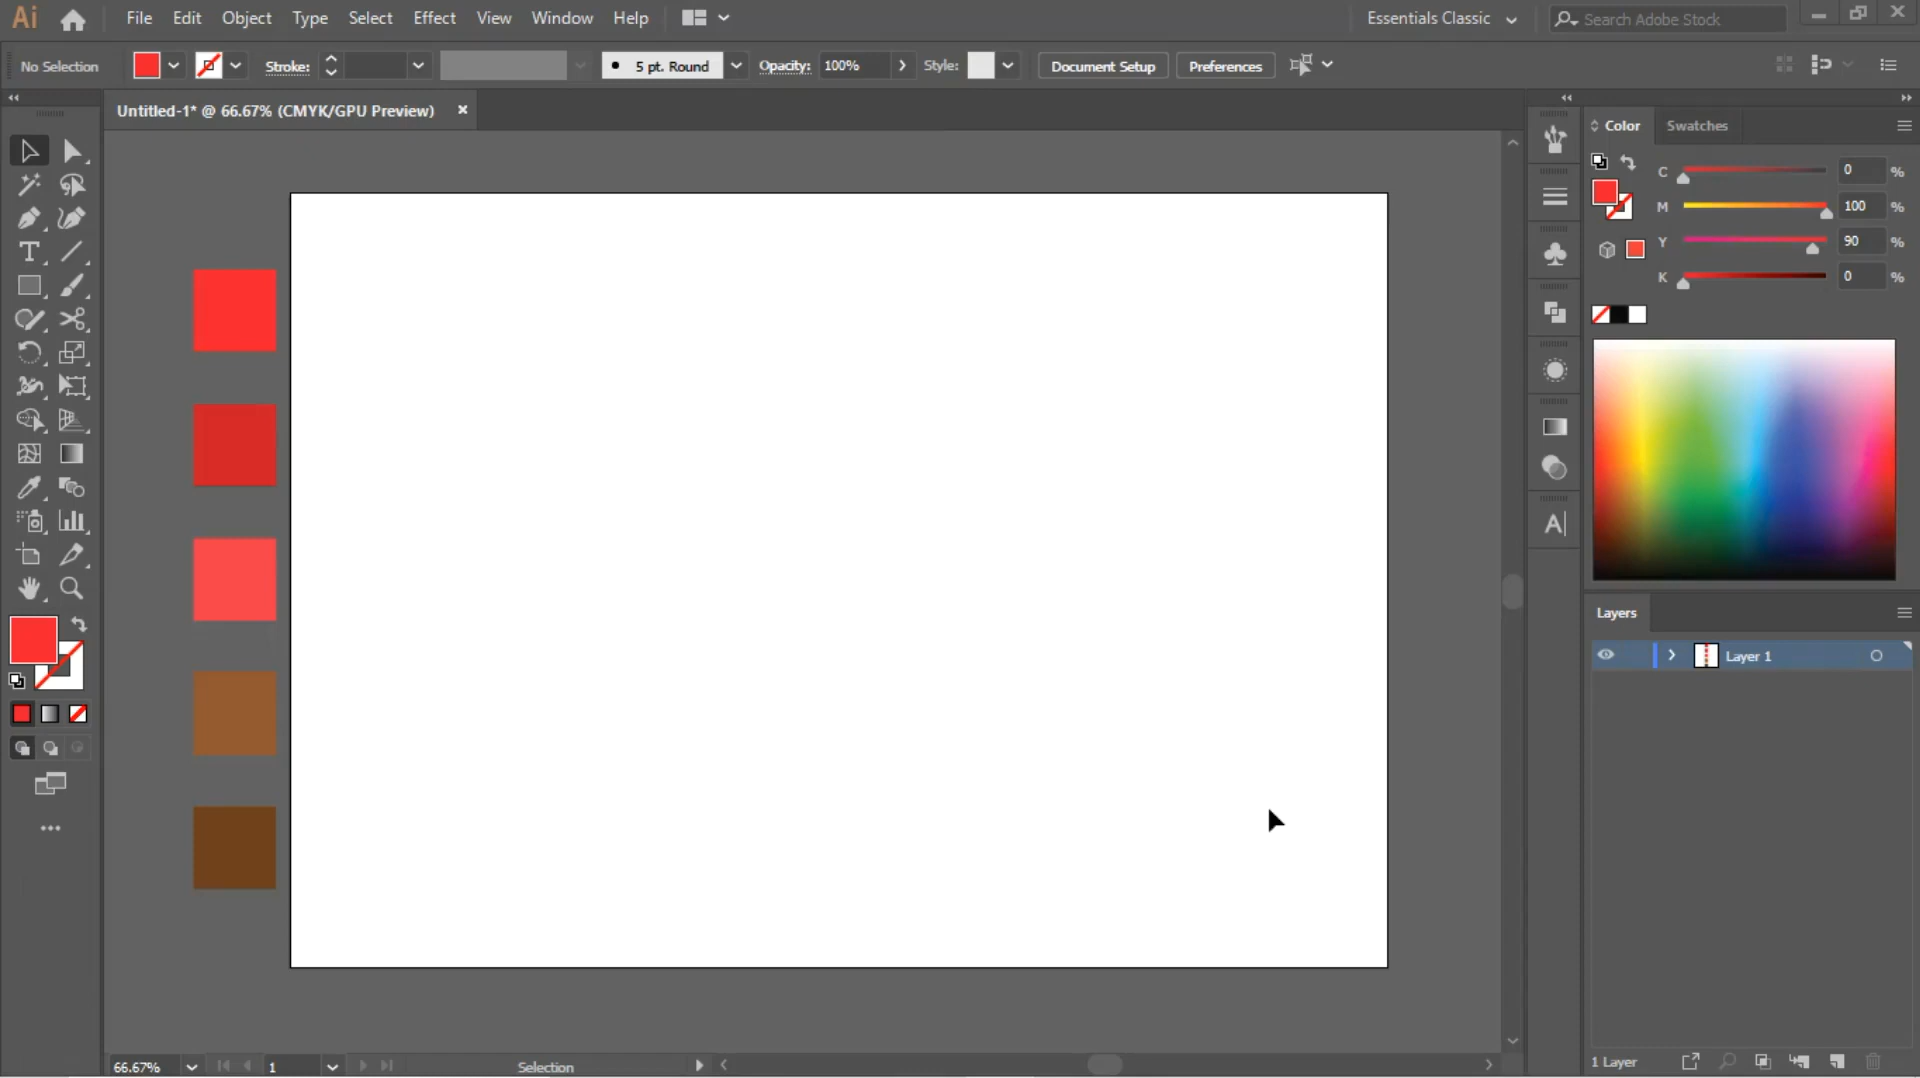 Ai File Edit Object Type Select Effect View Window Help Essentials Classic Search Adobe Stock
No Selection Stroke: 5 pt. Round Opacity: 100% Style: Document Setup Preferences
Untitled-1* @ 66.67% (CMYK/GPU Preview)
Color Swatches
C 0 %
M 100 %
Y 90 %
K 0 %
Layers
Layer 1
1 Layer
66.67% 1 Selection